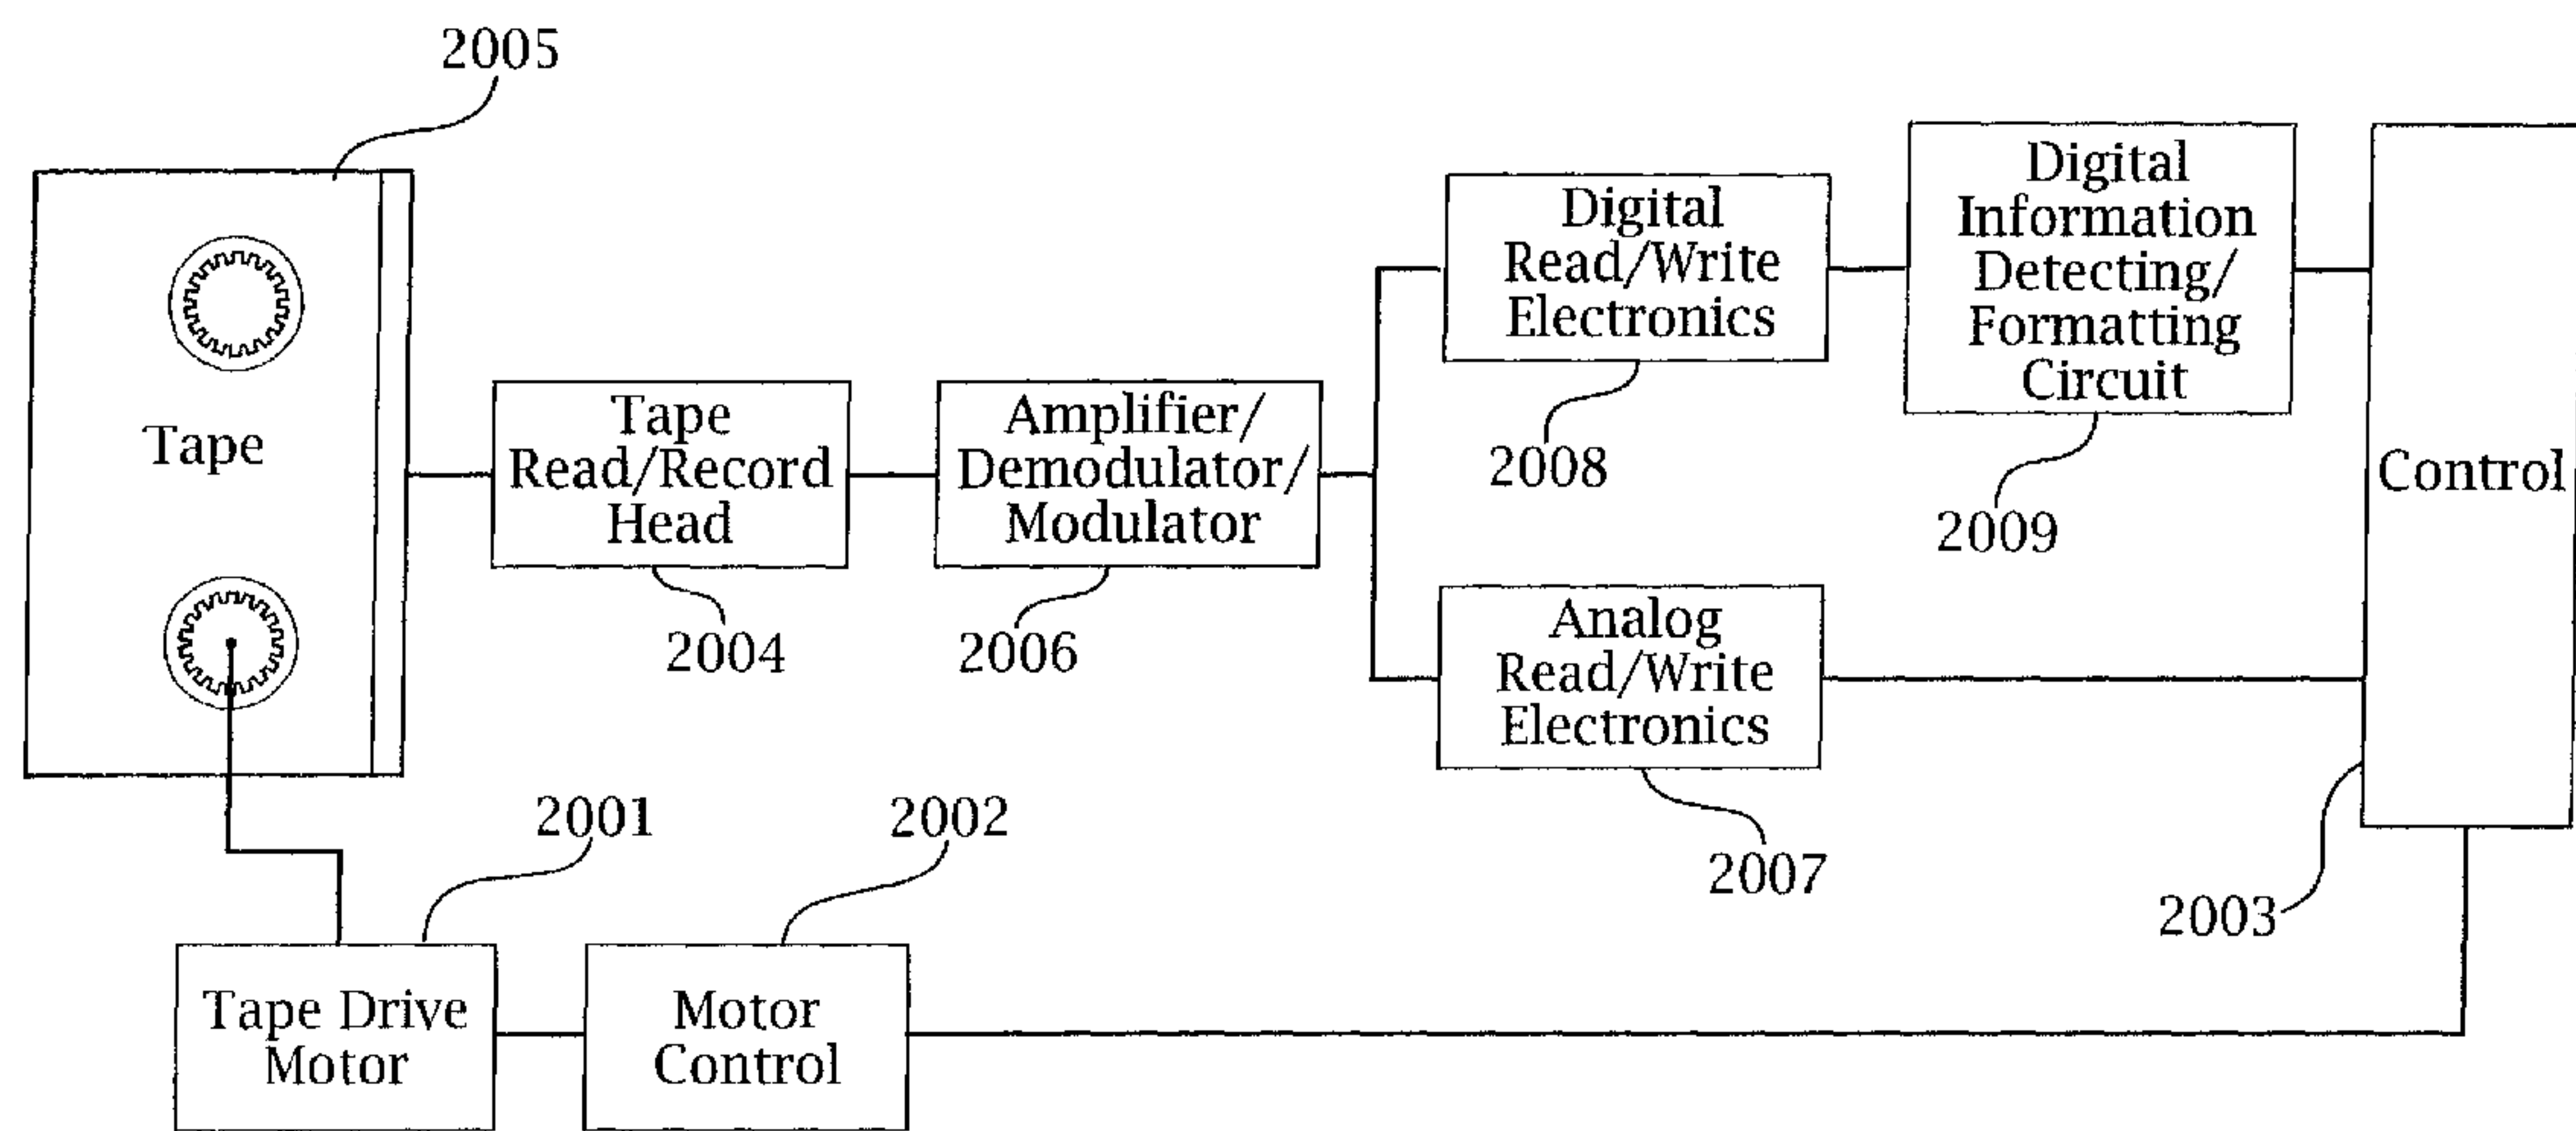 2005
Tape
Tape
Read/Record
Head
2004
Amplifier/
Demodulator/
Modulator
2006
Digital
Read/Write
Electronics
2008
Digital
Information
Detecting/
Formatting
Circuit
2009
Control
Analog
Read/Write
Electronics
2007
2003
2001
Tape Drive
Motor
2002
Motor
Control